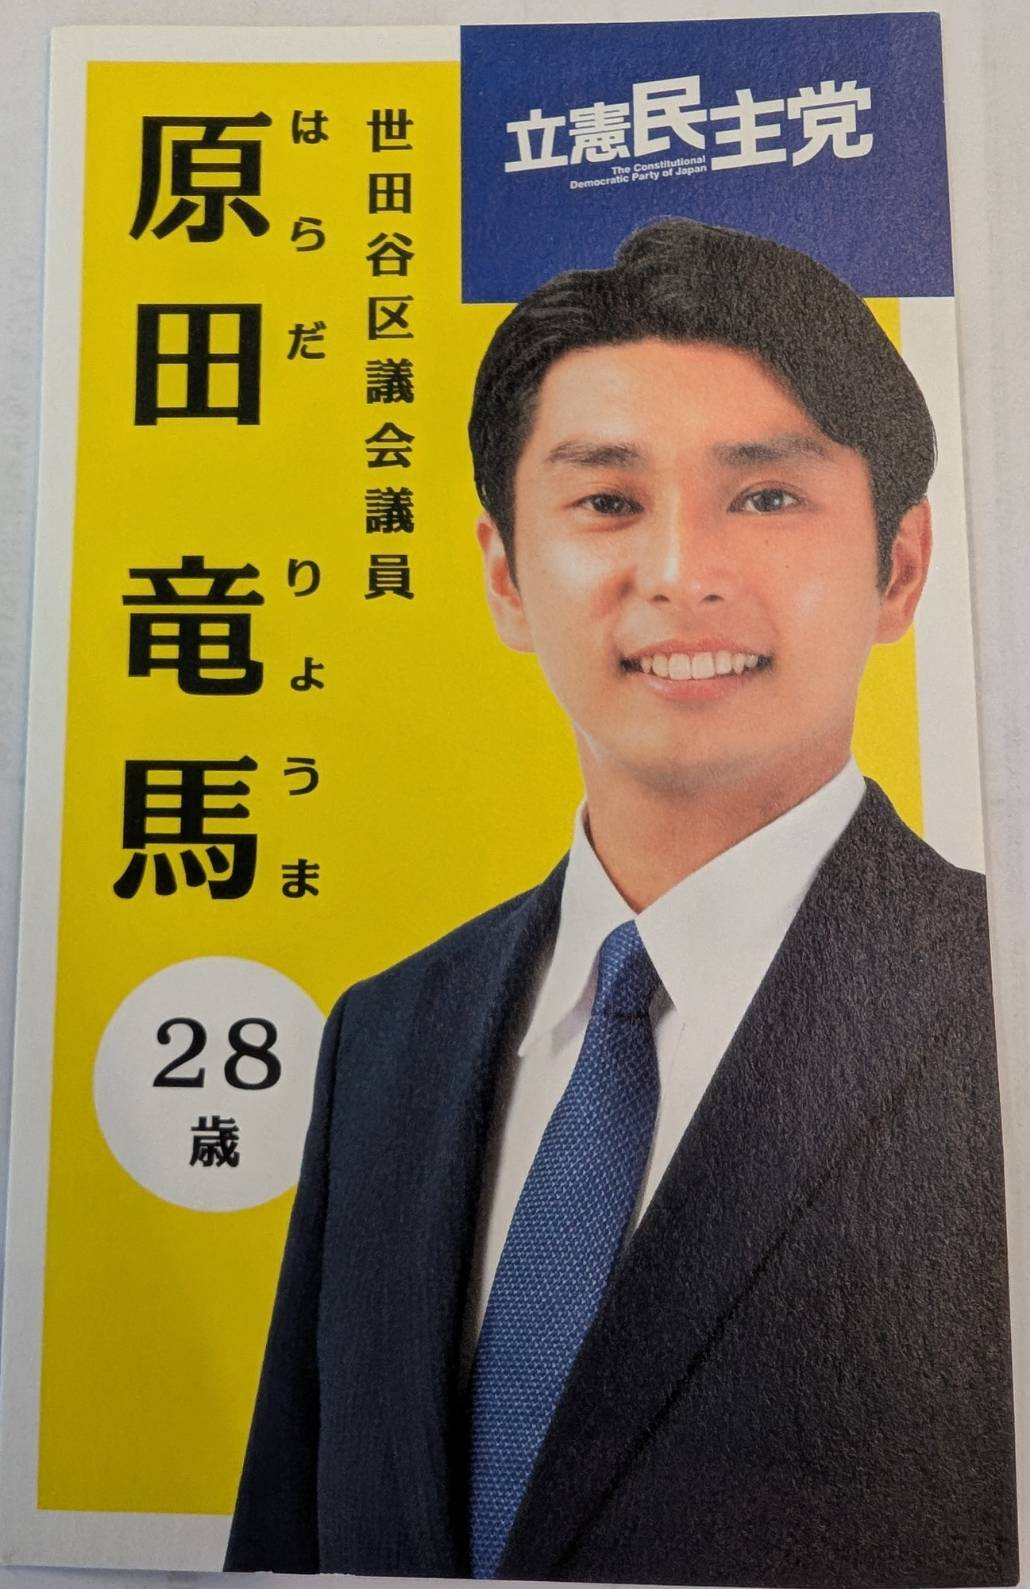 立憲民主党
The Constitutional
Democratic Party of Japan
世田谷区議会議員
はらだ りょうま
原田 竜馬
28
歳